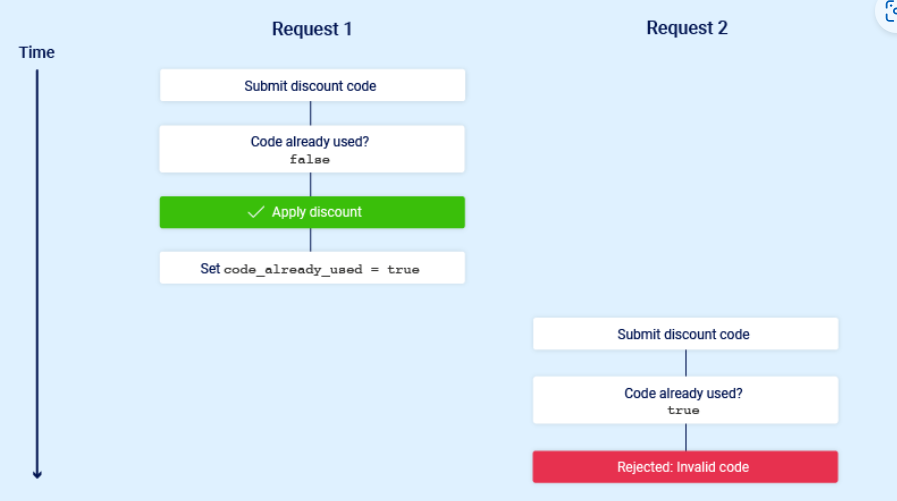 Request 1
Request 2
Time
Submit discount code
Code already used?
false
Apply discount
Set code_already_used = true
Submit discount code
Code already used?
true
Rejected: Invalid code